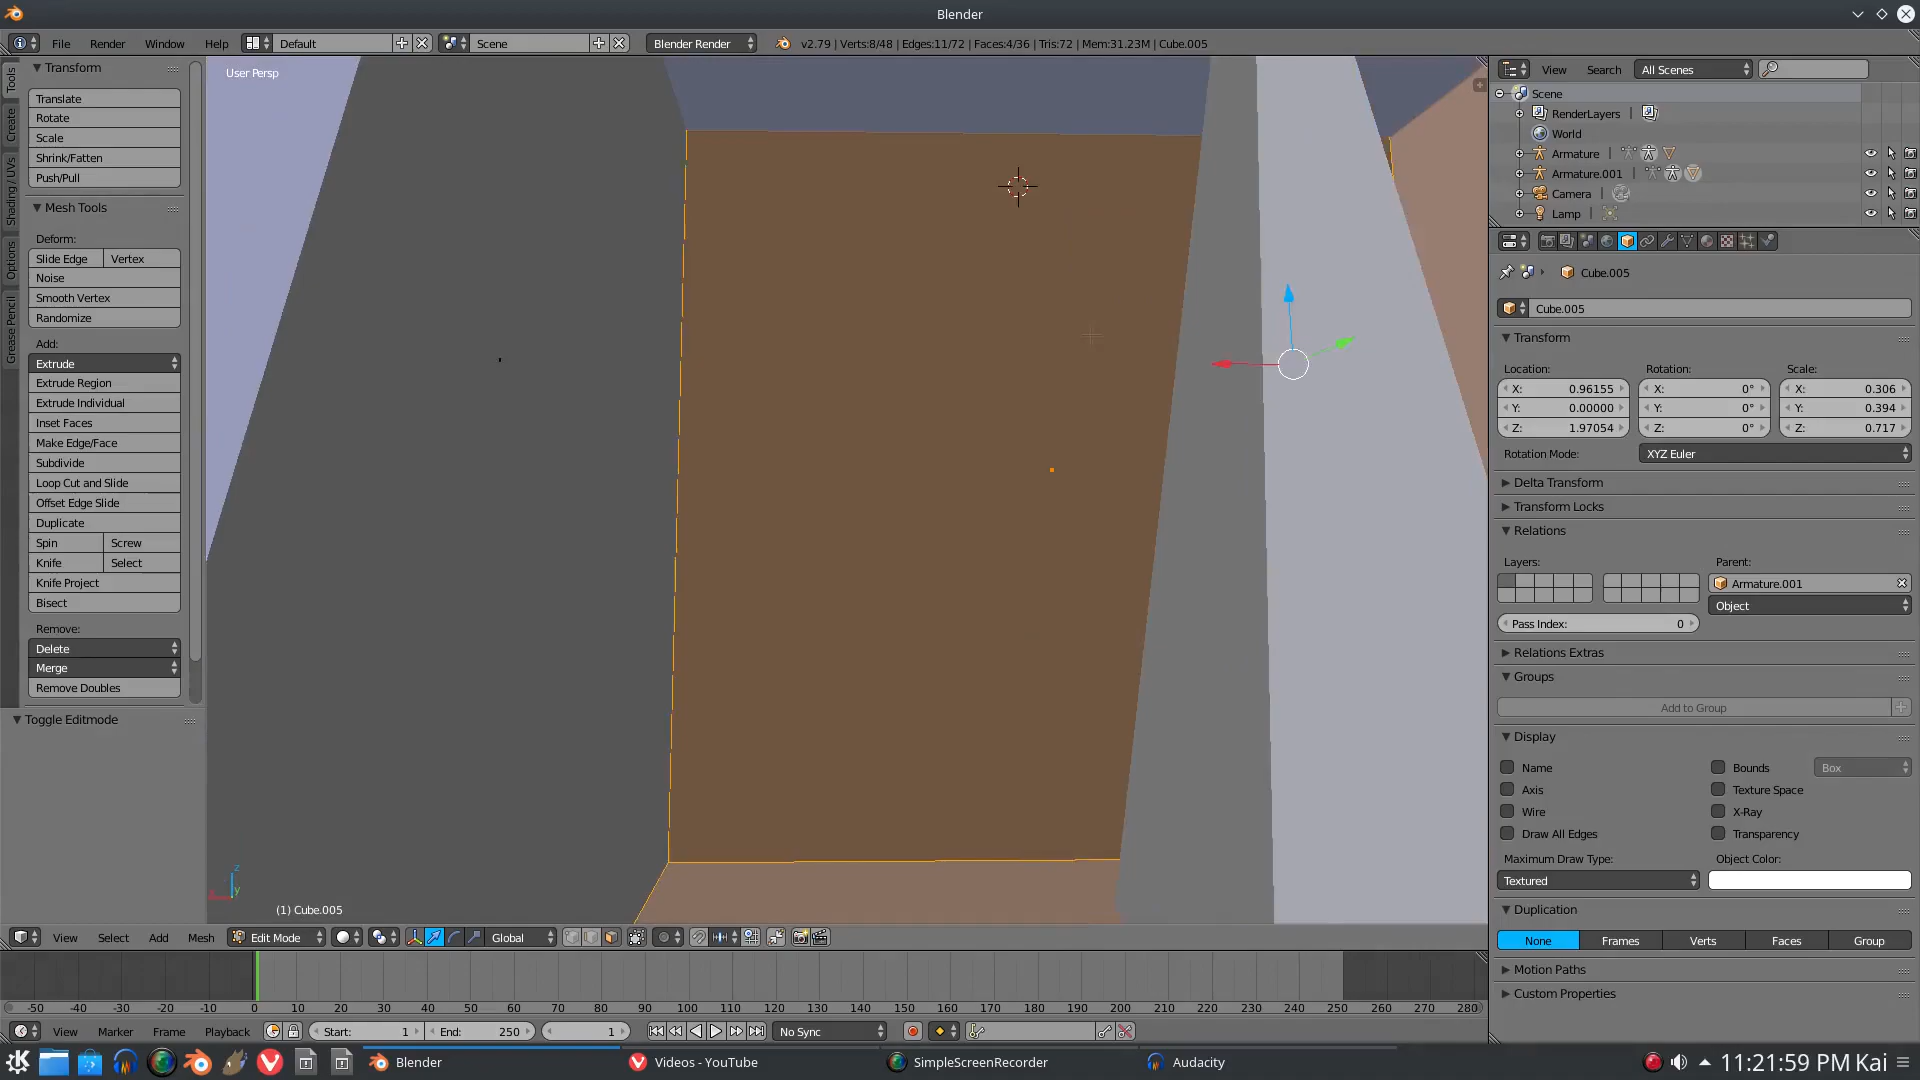 Blender
File Render Window Help Default Scene Blender Render v2.79 | Verts:8/48 | Edges:11/72 | Faces:4/36 | Tris:72 | Mem:31.23M | Cube.005
Tools
Create
Shading / UVs
Options
Grease Pencil
Transform
Translate
Rotate
Scale
Shrink/Fatten
Push/Pull
Mesh Tools
Deform:
Slide Edge Vertex
Noise
Smooth Vertex
Randomize
Add:
Extrude
Extrude Region
Extrude Individual
Inset Faces
Make Edge/Face
Subdivide
Loop Cut and Slide
Offset Edge Slide
Duplicate
Spin Screw
Knife Select
Knife Project
Bisect
Remove:
Delete
Merge
Remove Doubles
Toggle Editmode
User Persp
z
y
(1) Cube.005
View Select Add Mesh Edit Mode Global
-50 -40 -30 -20 -10 0 10 20 30 40 50 60 70 80 90 100 110 120 130 140 150 160 170 180 190 200 210 220 230 240 250 260 270 280
View Marker Frame Playback Start: 1 End: 250 1 No Sync
View Search All Scenes
Scene
RenderLayers |
World
Armature |
Armature.001 |
Camera |
Lamp |
Cube.005
Cube.005
Transform
Location: Rotation: Scale:
X: 0.96155 X: 0° X: 0.306
Y: 0.00000 Y: 0° Y: 0.394
Z: 1.97054 Z: 0° Z: 0.717
Rotation Mode: XYZ Euler
Delta Transform
Transform Locks
Relations
Layers: Parent:
Armature.001
Object
Pass Index: 0
Relations Extras
Groups
Add to Group
Display
Name Bounds Box
Axis Texture Space
Wire X-Ray
Draw All Edges Transparency
Maximum Draw Type: Object Color:
Textured
Duplication
None Frames Verts Faces Group
Motion Paths
Custom Properties
Blender Videos - YouTube SimpleScreenRecorder Audacity 11:21:59 PM Kai